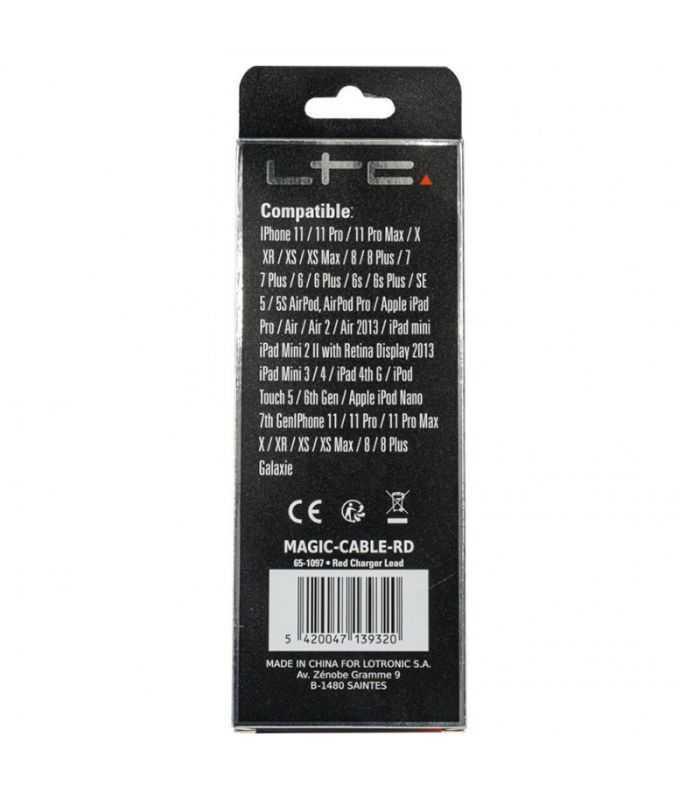 LTC
Compatible:
IPhone 11 / 11 Pro / 11 Pro Max / X
XR / XS / XS Max / 8 / 8 Plus / 7
7 Plus / 6 / 6 Plus / 6s / 6s Plus / SE
5 / 5S AirPod, AirPod Pro / Apple iPad
Pro / Air / Air 2 / Air 2013 / iPad mini
iPad Mini 2 II with Retina Display 2013
iPad Mini 3 / 4 / iPad 4th G / iPod
Touch 5 / 6th Gen / Apple iPod Nano
7th GenIPhone 11 / 11 Pro / 11 Pro Max
X / XR / XS / XS Max / 8 / 8 Plus
Galaxie
CE
MAGIC-CABLE-RD
65-1097 • Red Charger Lead
5 420047 139320
MADE IN CHINA FOR LOTRONIC S.A.
Av. Zénobe Gramme 9
B-1480 SAINTES